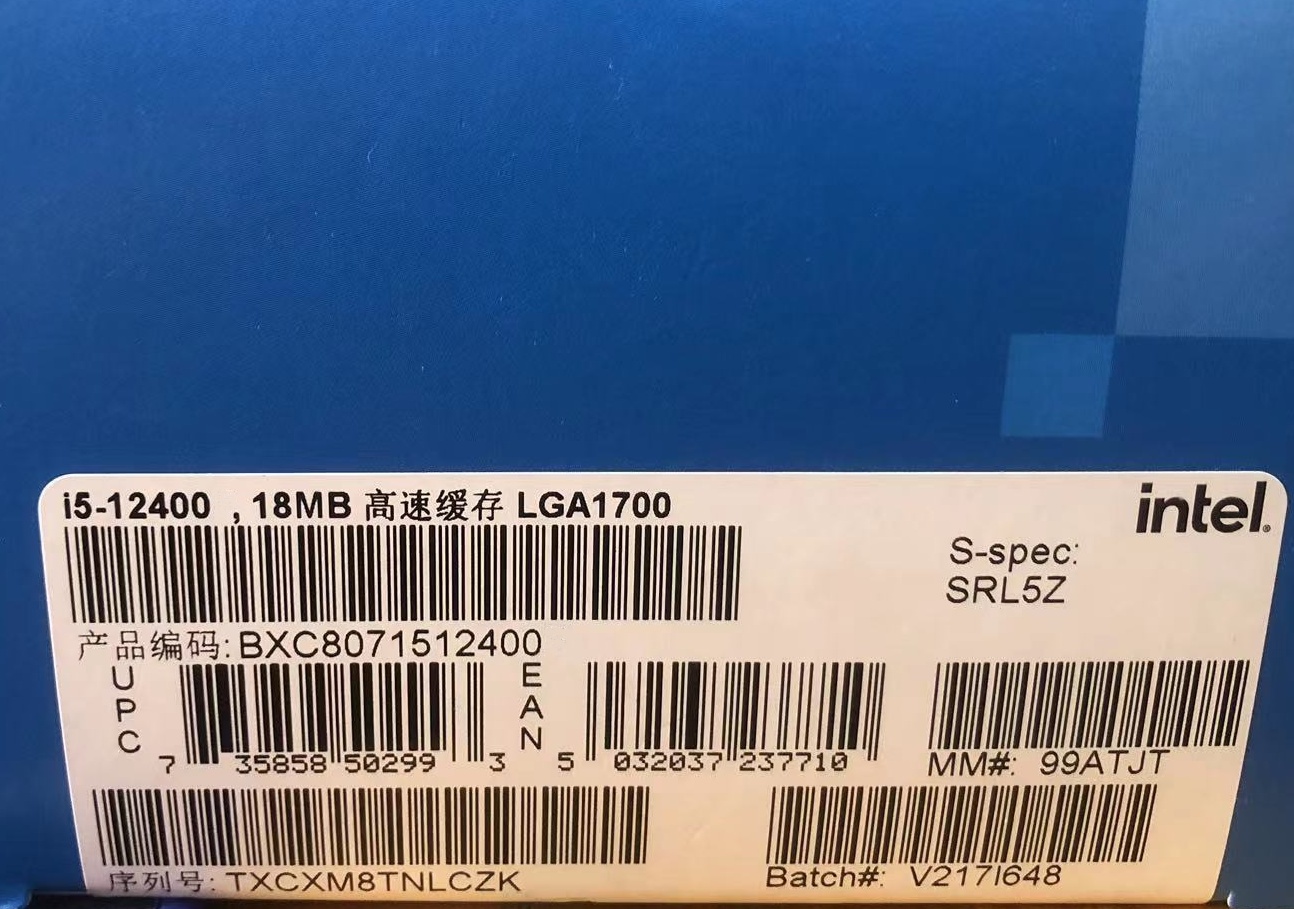 i5-12400 , 18MB 高速缓存 LGA1700
intel.
S-spec:
SRL5Z
产品编码: BXC8071512400
UPC
7 35858 50299 3
EAN
5 032037 237710
MM#: 99ATJT
序列号: TXCXM8TNLCZK
Batch#: V217I648